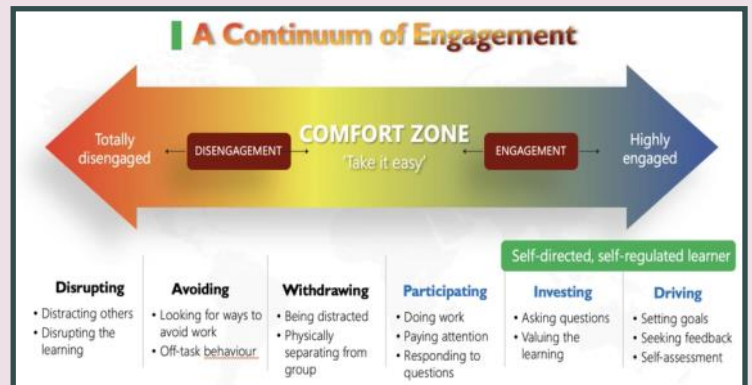 A Continuum of Engagement
Totally
disengaged
DISENGAGEMENT
COMFORT ZONE
'Take it easy'
ENGAGEMENT
Highly
engaged
Self-directed, self-regulated learner
Disrupting
• Distracting others
• Disrupting the
learning
Avoiding
• Looking for ways to
avoid work
• Off-task behaviour
Withdrawing
• Being distracted
• Physically
separating from
group
Participating
• Doing work
• Paying attention
• Responding to
questions
Investing
• Asking questions
• Valuing the
learning
Driving
• Setting goals
• Seeking feedback
• Self-assessment